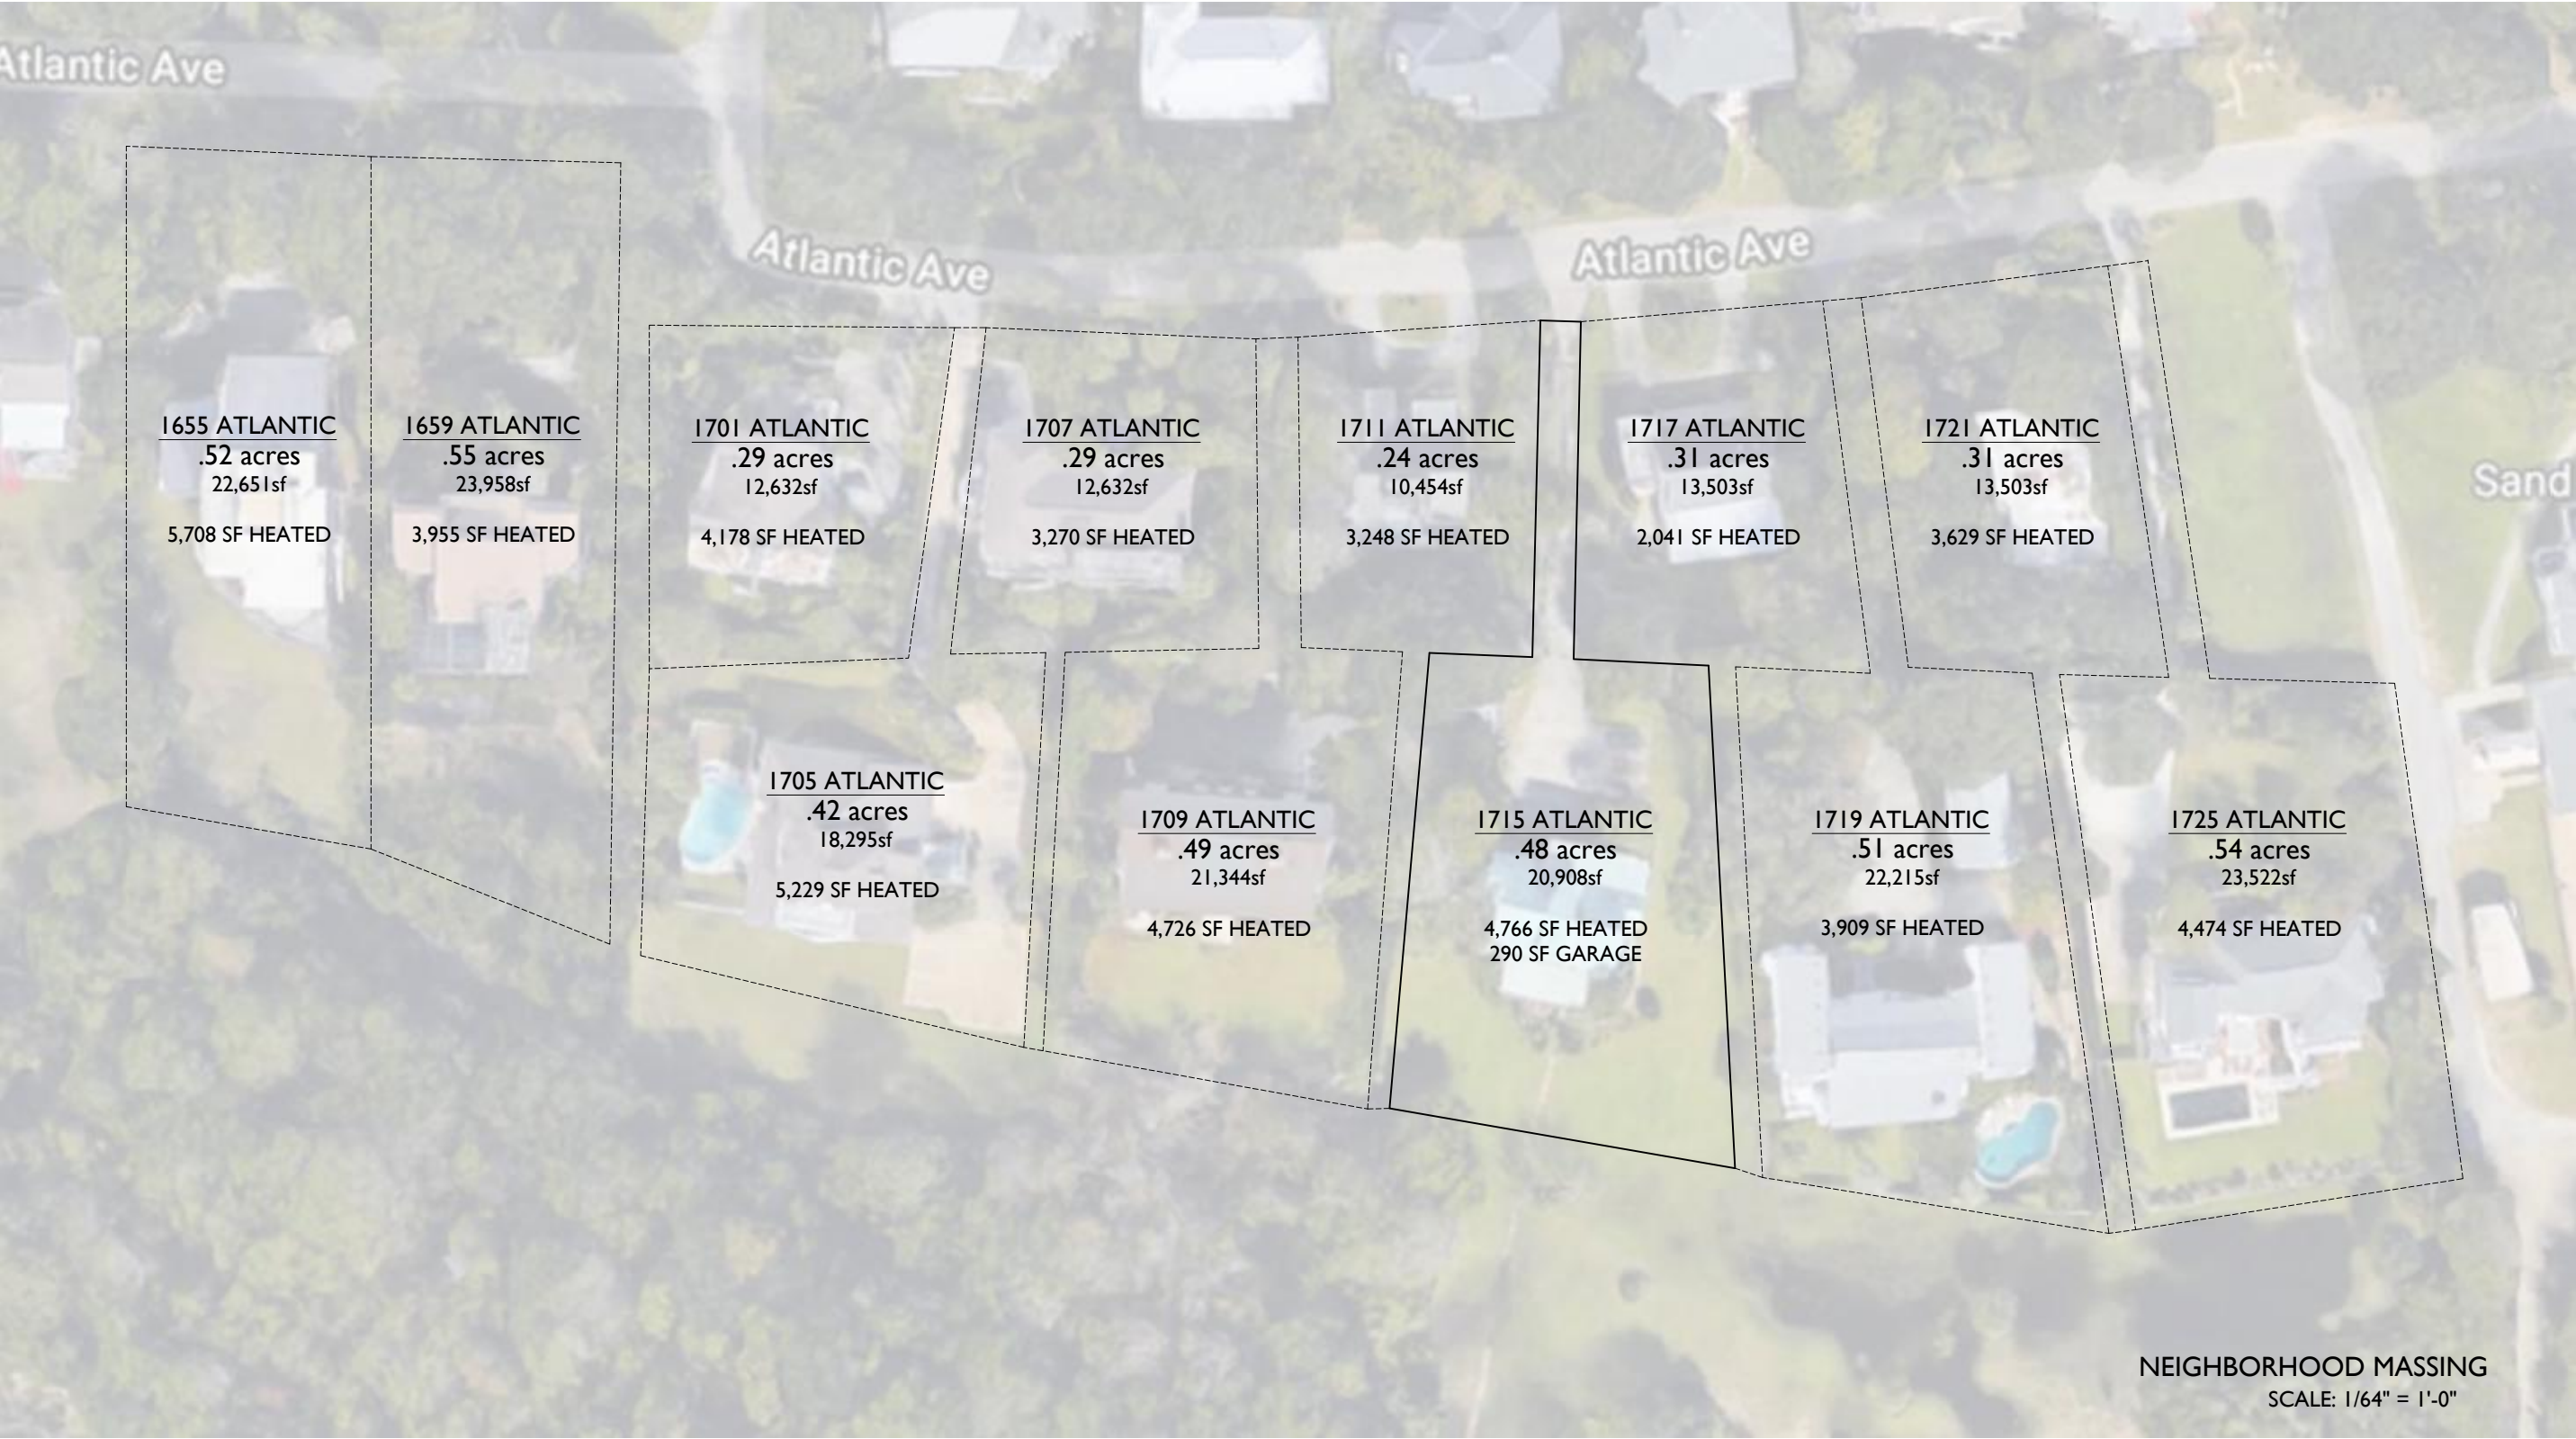 Atlantic Ave
Atlantic Ave
Atlantic Ave
1655 ATLANTIC
.52 acres
22,651sf
5,708 SF HEATED
1659 ATLANTIC
.55 acres
23,958sf
3,955 SF HEATED
1701 ATLANTIC
.29 acres
12,632sf
4,178 SF HEATED
1707 ATLANTIC
.29 acres
12,632sf
3,270 SF HEATED
1711 ATLANTIC
.24 acres
10,454sf
3,248 SF HEATED
1717 ATLANTIC
.31 acres
13,503sf
2,041 SF HEATED
1721 ATLANTIC
.31 acres
13,503sf
3,629 SF HEATED
Sand
1705 ATLANTIC
.42 acres
18,295sf
5,229 SF HEATED
1709 ATLANTIC
.49 acres
21,344sf
4,726 SF HEATED
1715 ATLANTIC
.48 acres
20,908sf
4,766 SF HEATED
290 SF GARAGE
1719 ATLANTIC
.51 acres
22,215sf
3,909 SF HEATED
1725 ATLANTIC
.54 acres
23,522sf
4,474 SF HEATED
NEIGHBORHOOD MASSING
SCALE: 1/64" = 1'-0"